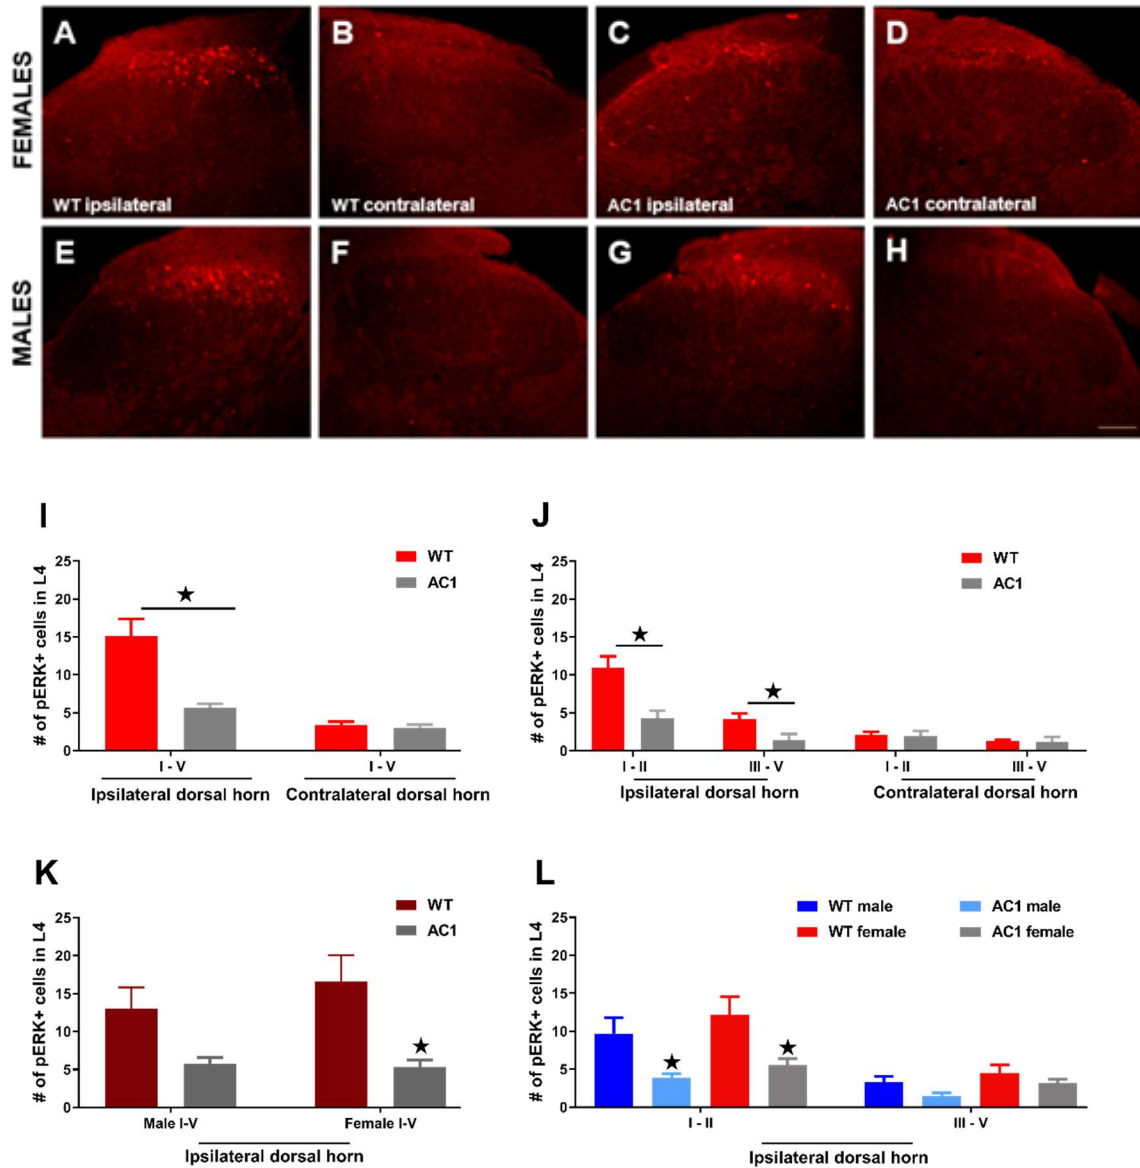 FEMALES
A
B
C
D
WT ipsilateral
WT contralateral
AC1 ipsilateral
AC1 contralateral
MALES
E
F
G
H
I
# of pERK+ cells in L4
25
20
15
10
5
0
★
WT
AC1
I - V
I - V
Ipsilateral dorsal horn
Contralateral dorsal horn
J
# of pERK+ cells in L4
25
20
15
10
5
0
★
★
WT
AC1
I - II
III - V
I - II
III - V
Ipsilateral dorsal horn
Contralateral dorsal horn
K
# of pERK+ cells in L4
25
20
15
10
5
0
WT
AC1
★
Male I-V
Female I-V
Ipsilateral dorsal horn
L
# of pERK+ cells in L4
25
20
15
10
5
0
WT male
AC1 male
WT female
AC1 female
★
★
I - II
III - V
Ipsilateral dorsal horn